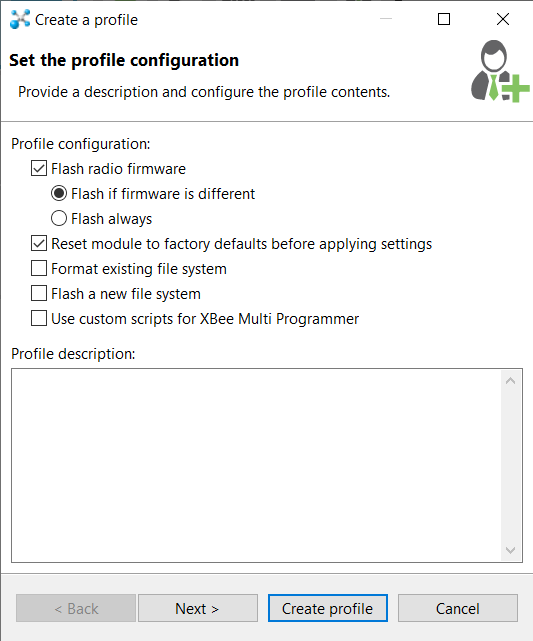 Create a profile
Set the profile configuration
Provide a description and configure the profile contents.
Profile configuration:
Flash radio firmware
Flash if firmware is different
Flash always
Reset module to factory defaults before applying settings
Format existing file system
Flash a new file system
Use custom scripts for XBee Multi Programmer
Profile description:
< Back
Next >
Create profile
Cancel